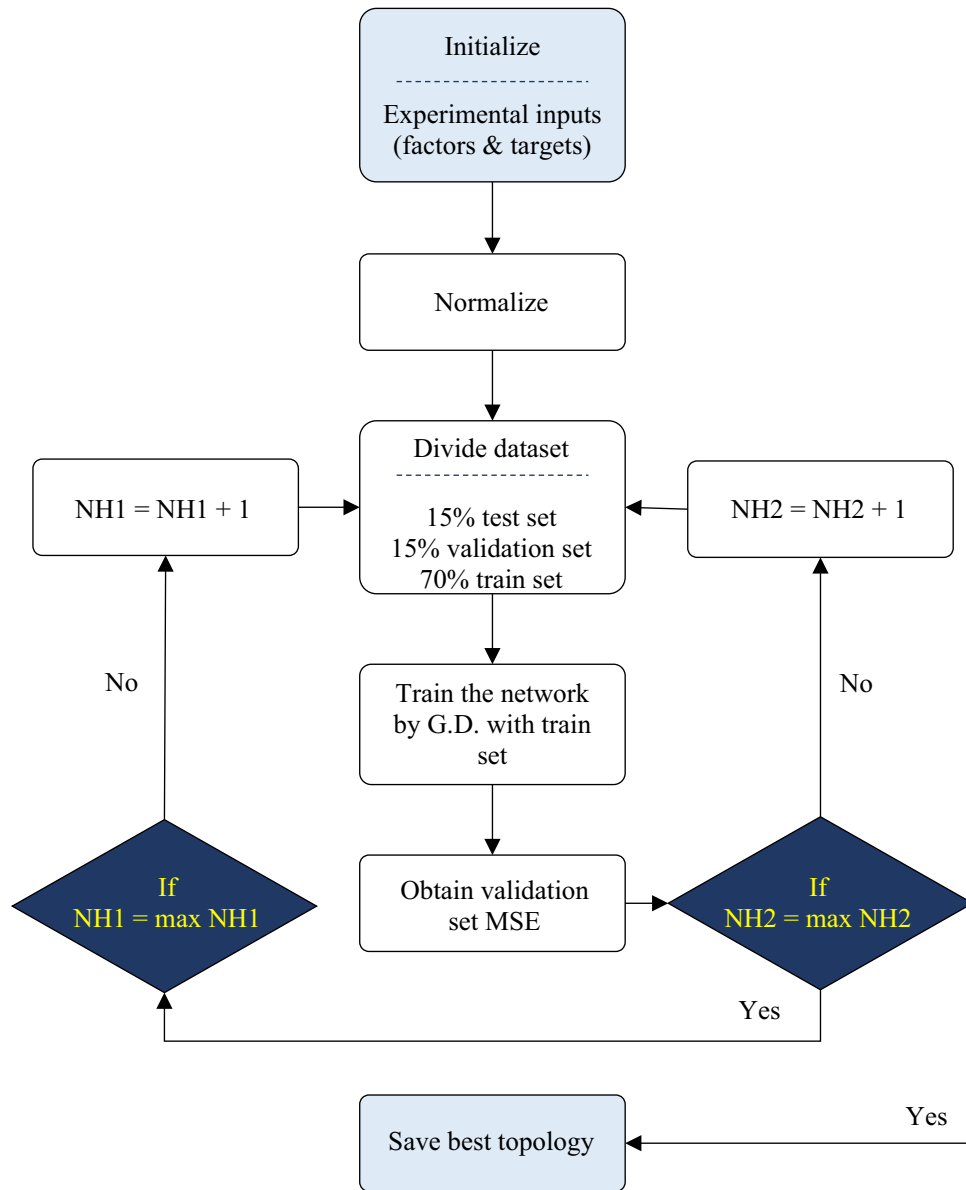 Initialize
Experimental inputs
(factors & targets)
Normalize
Divide dataset
15% test set
15% validation set
70% train set
NH1 = NH1 + 1
NH2 = NH2 + 1
No
No
Train the network
by G.D. with train
set
Obtain validation
set MSE
If
NH1 = max NH1
If
NH2 = max NH2
Yes
Yes
Save best topology